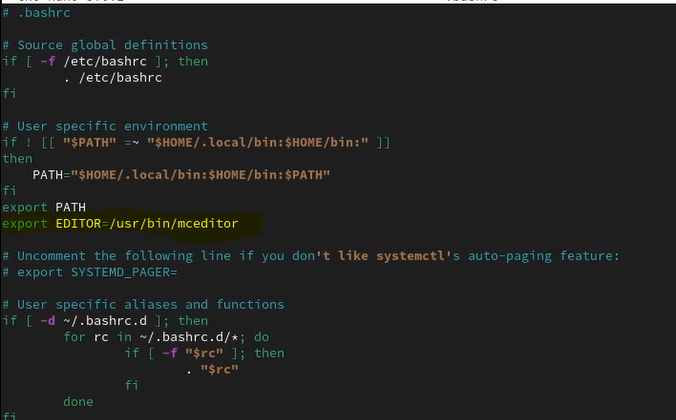 # .bashrc
# Source global definitions
if [ -f /etc/bashrc ]; then
. /etc/bashrc
fi
# User specific environment
if ! [[ "$PATH" =~ "$HOME/.local/bin:$HOME/bin:" ]]
then
PATH="$HOME/.local/bin:$HOME/bin:$PATH"
fi
export PATH
export EDITOR=/usr/bin/mceditor
# Uncomment the following line if you don't like systemctl's auto-paging feature:
# export SYSTEMD_PAGER=
# User specific aliases and functions
if [ -d ~/.bashrc.d ]; then
for rc in ~/.bashrc.d/*; do
if [ -f "$rc" ]; then
. "$rc"
fi
done
fi